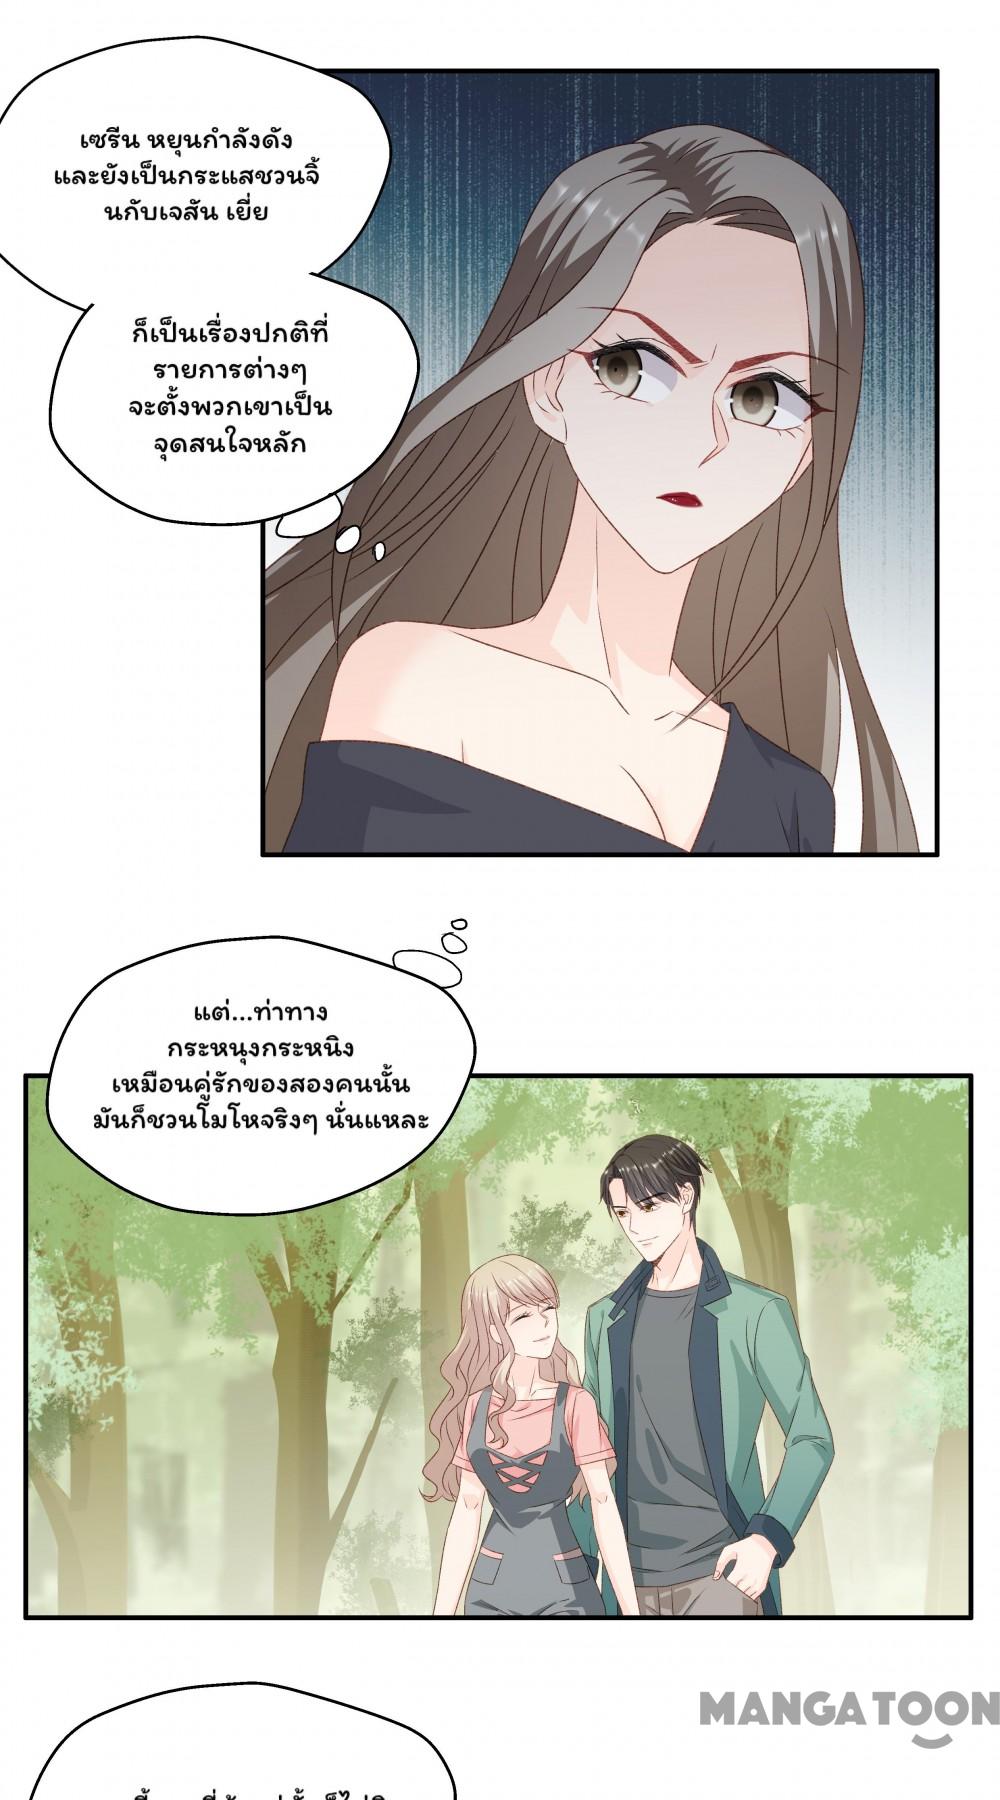 เซรีน หยุนกำลังดัง
และยังเป็นกระแสชวนจิ้
นกับเจสัน เยี่ย
ก็เป็นเรื่องปกติที่
รายการต่างๆ
จะตั้งพวกเขาเป็น
จุดสนใจหลัก
แต่...ท่าทาง
กระหนุงกระหนิง
เหมือนคู่รักของสองคนนั้น
มันก็ชวนโมโหจริงๆ นั่นแหละ
MANGATOON